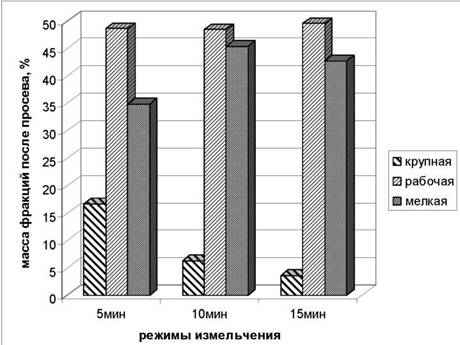 масса фракций после просева, %
50
45
40
35
30
25
20
15
10
5
0
5мин 10мин 15мин
режимы измельчения
крупная
рабочая
мелкая